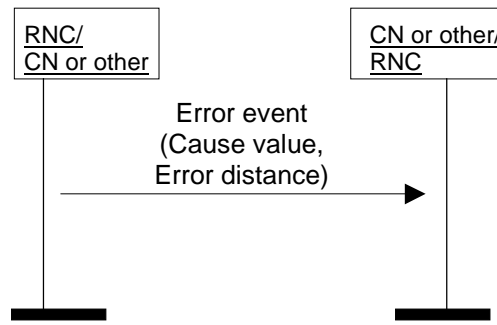 RNC/
CN or other
CN or other/
RNC
Error event
(Cause value,
Error distance)